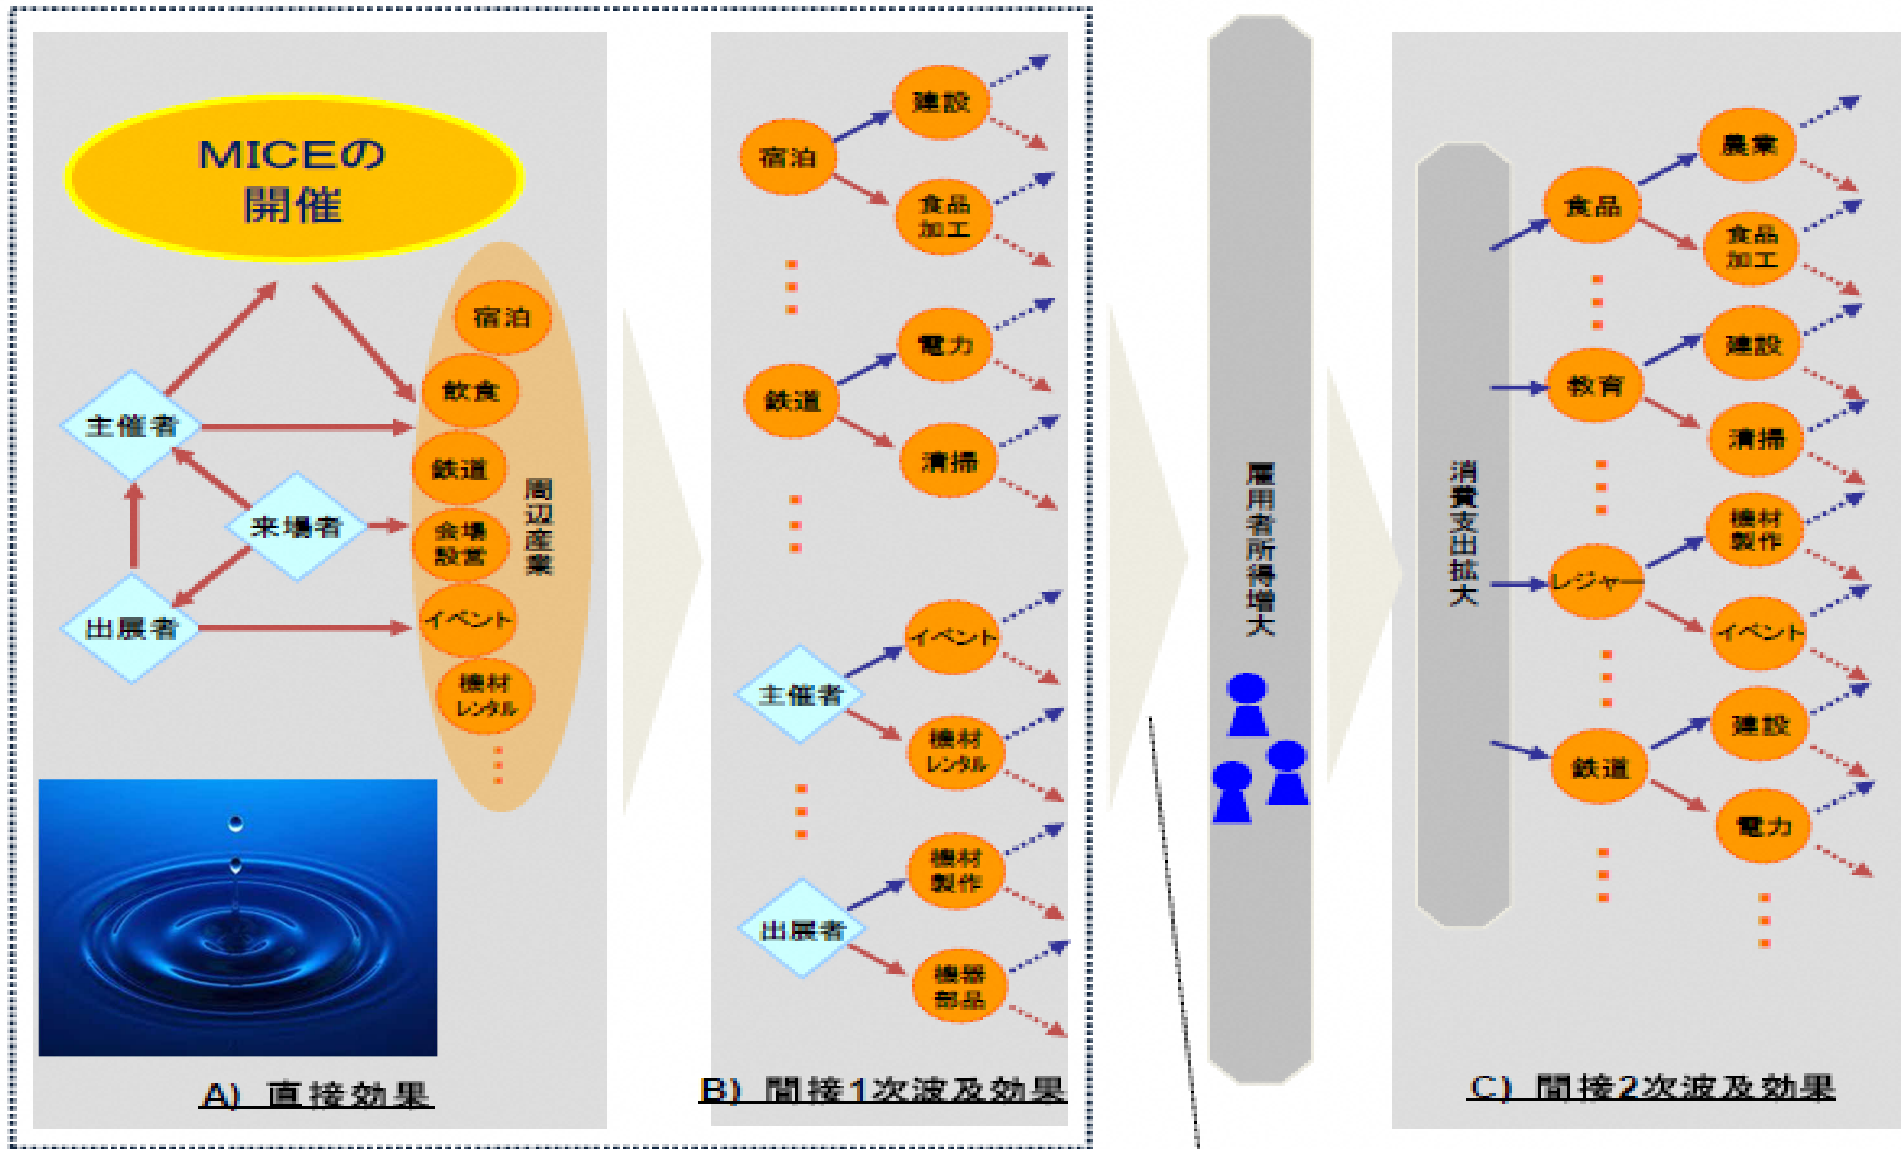 MICEの
開催
宿泊
飲食
鉄道
会場
設営
イベント
機材
レンタル
周辺産業
主催者
来場者
出展者
A) 直接効果
宿泊
建設
食品
加工
鉄道
電力
清掃
主催者
イベント
機材
レンタル
出展者
機材
製作
機器
部品
B) 間接1次波及効果
雇用者所得増大
消費支出拡大
食品
農業
食品
加工
教育
建設
清掃
レジャー
機材
製作
イベント
鉄道
建設
電力
C) 間接2次波及効果